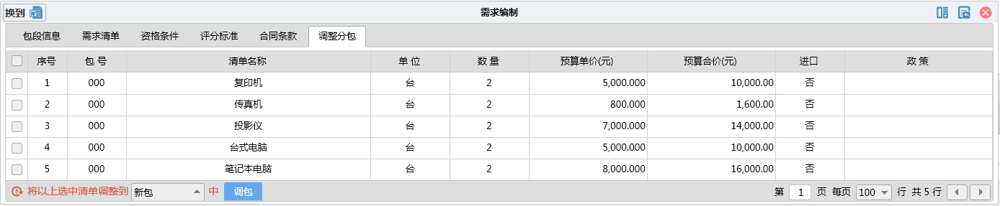 换到 需求编制
包段信息 需求清单 资格条件 评分标准 合同条款 调整分包
序号 包 号 清单名称 单 位 数 量 预算单价(元) 预算合价(元) 进口 政 策
1 000 复印机 台 2 5,000.000 10,000.00 否
2 000 传真机 台 2 800.000 1,600.00 否
3 000 投影仪 台 2 7,000.000 14,000.00 否
4 000 台式电脑 台 2 5,000.000 10,000.00 否
5 000 笔记本电脑 台 2 8,000.000 16,000.00 否
将以上选中清单调整到 新包 中 调包 第 1 页 每页 100 行 共 5 行